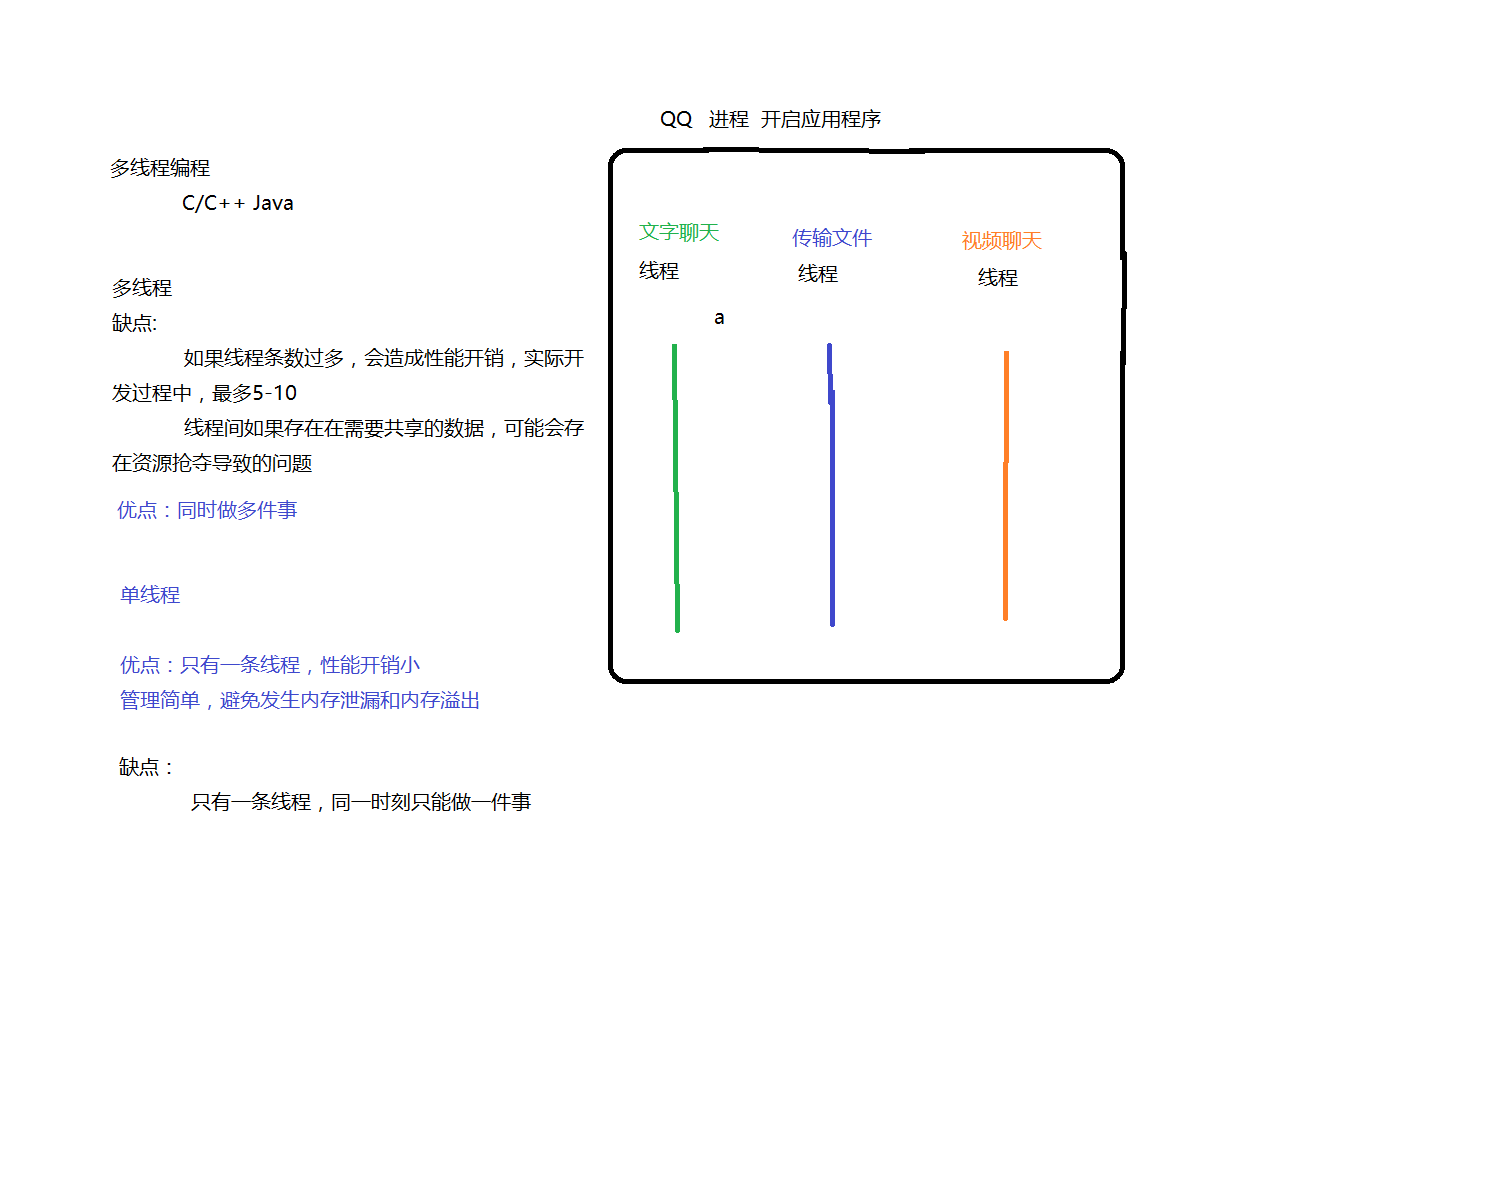 QQ 进程 开启应用程序
多线程编程
C/C++ Java
多线程
缺点:
如果线程条数过多，会造成性能开销，实际开
发过程中，最多5-10
线程间如果存在在需要共享的数据，可能会存
在资源抢夺导致的问题
优点：同时做多件事
单线程
优点：只有一条线程，性能开销小
管理简单，避免发生内存泄漏和内存溢出
缺点：
只有一条线程，同一时刻只能做一件事
文字聊天
线程
a
传输文件
线程
视频聊天
线程